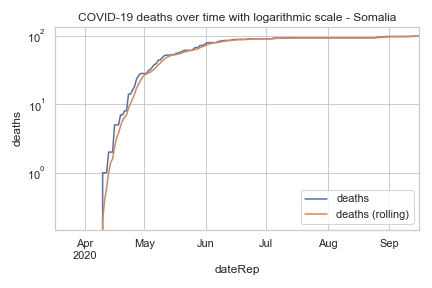 COVID-19 deaths over time with logarithmic scale - Somalia
10²
10¹
10⁰
deaths
deaths
deaths (rolling)
Apr May Jun Jul Aug Sep
2020
dateRep